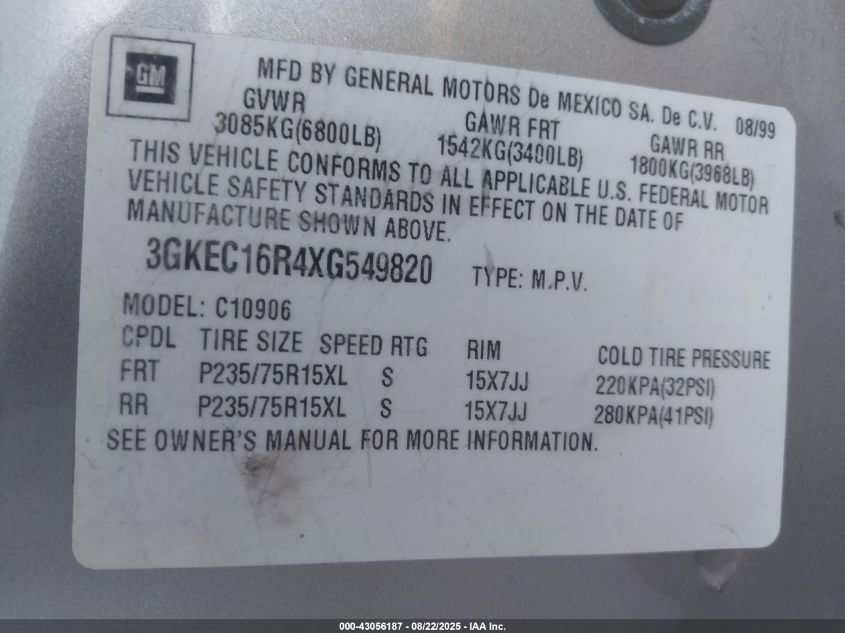 GM
MFD BY GENERAL MOTORS De MEXICO SA. De C.V. 08/99
GVWR GAWR FRT GAWR RR
3085KG(6800LB) 1542KG(3400LB) 1800KG(3968LB)
THIS VEHICLE CONFORMS TO ALL APPLICABLE U.S. FEDERAL MOTOR
VEHICLE SAFETY STANDARDS IN EFFECT ON THE DATE OF
MANUFACTURE SHOWN ABOVE.
3GKEC16R4XG549820 TYPE: M.P.V.
MODEL: C10906
CPDL TIRE SIZE SPEED RTG RIM COLD TIRE PRESSURE
FRT P235/75R15XL S 15X7JJ 220KPA(32PSI)
RR P235/75R15XL S 15X7JJ 280KPA(41PSI)
SEE OWNER'S MANUAL FOR MORE INFORMATION.
000-43056187 - 08/22/2025 - IAA Inc.